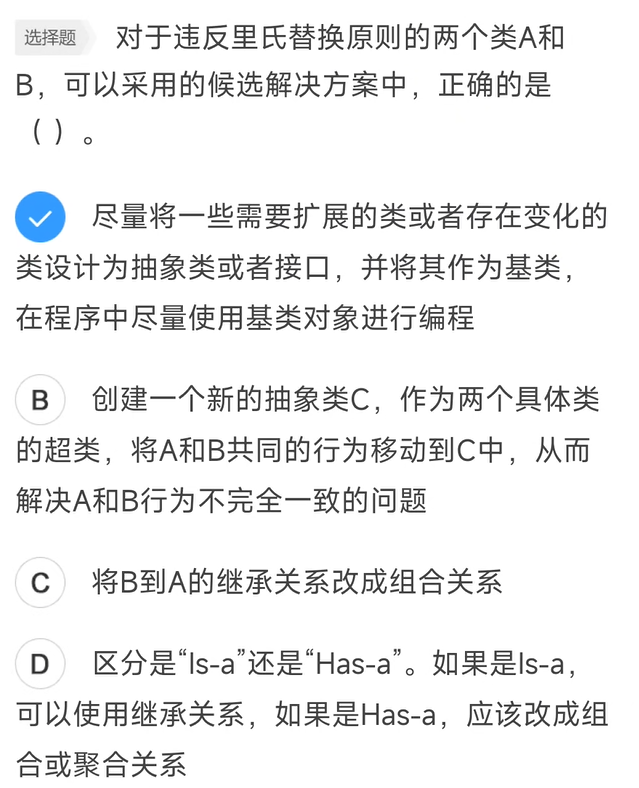 选择题 对于违反里氏替换原则的两个类A和
B，可以采用的候选解决方案中，正确的是
（ ）。
尽量将一些需要扩展的类或者存在变化的
类设计为抽象类或者接口，并将其作为基类，
在程序中尽量使用基类对象进行编程
B 创建一个新的抽象类C，作为两个具体类
的超类，将A和B共同的行为移动到C中，从而
解决A和B行为不完全一致的问题
C 将B到A的继承关系改成组合关系
D 区分是“Is-a”还是“Has-a”。如果是Is-a，
可以使用继承关系，如果是Has-a，应该改成组
合或聚合关系